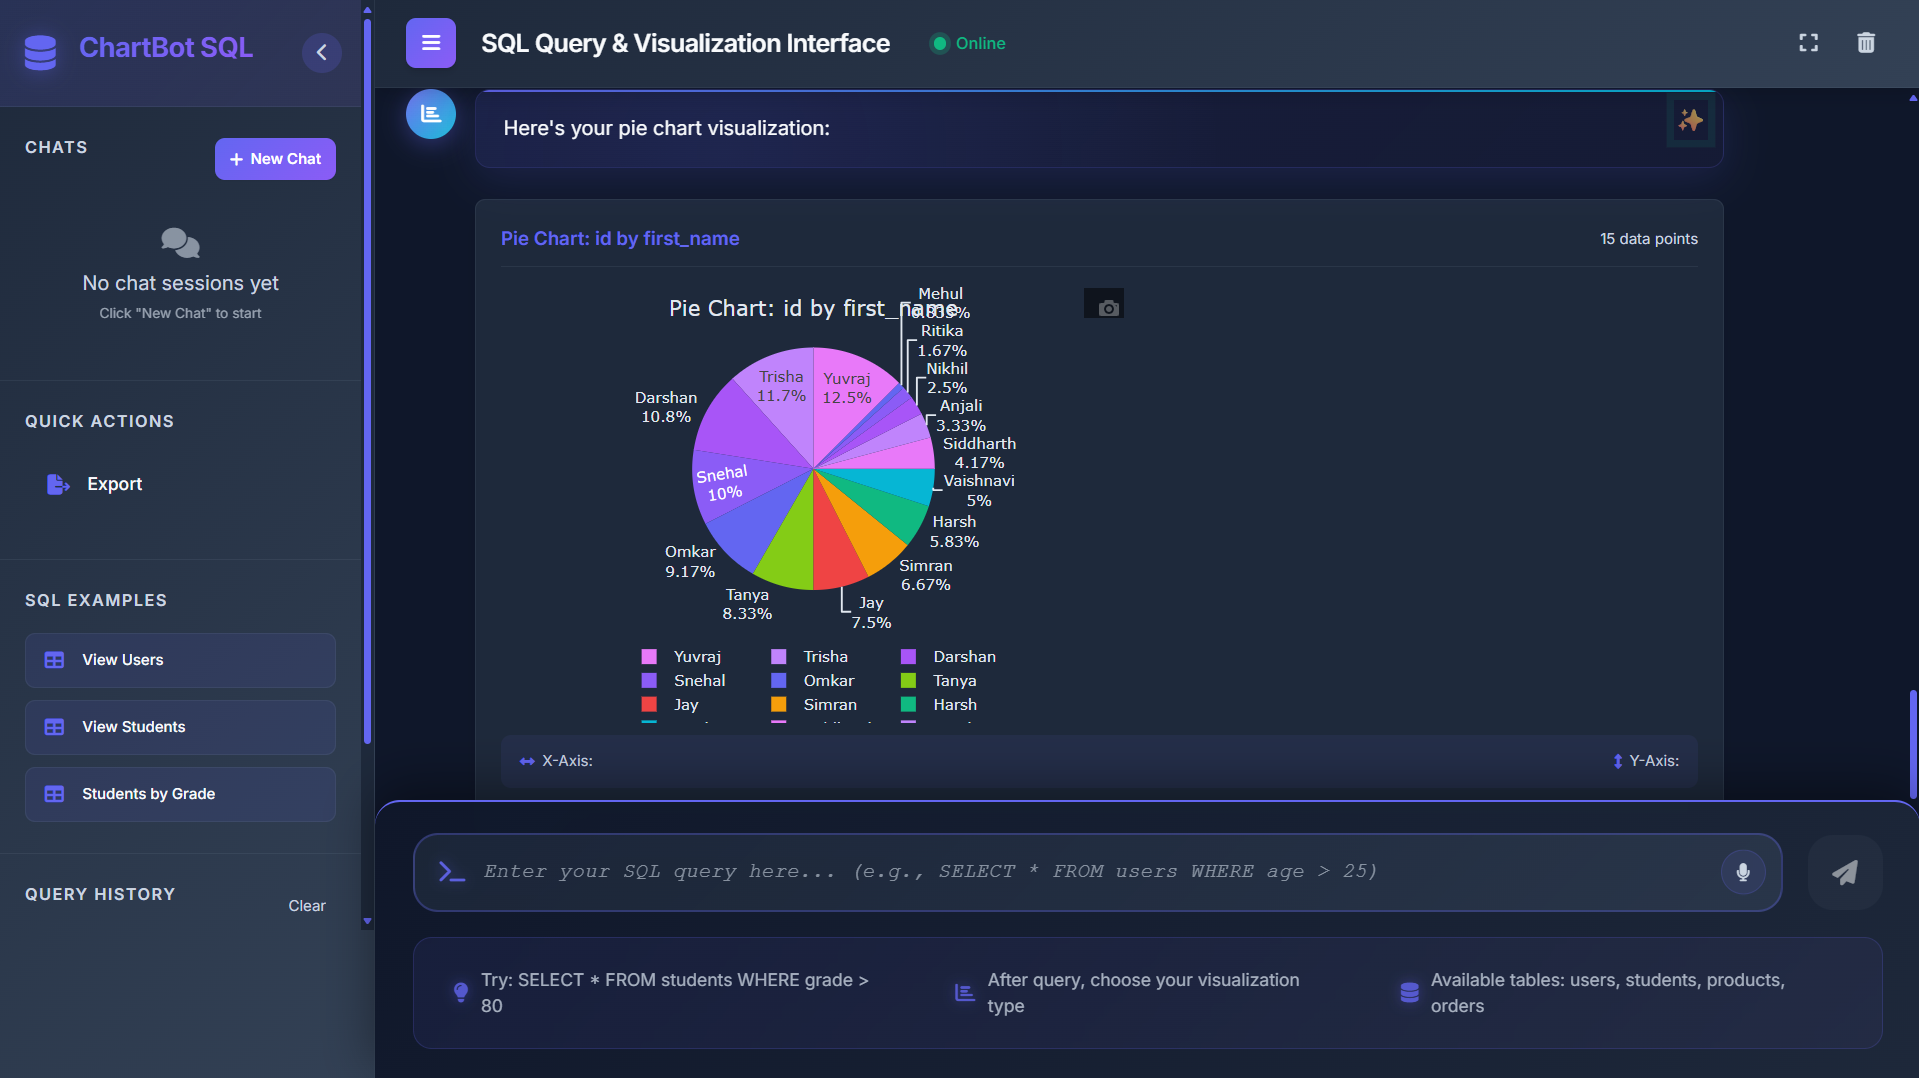 ChartBot SQL
CHATS
New Chat
No chat sessions yet
Click "New Chat" to start
QUICK ACTIONS
Export
SQL EXAMPLES
View Users
View Students
Students by Grade
QUERY HISTORY
Clear
SQL Query & Visualization Interface
Online
Here's your pie chart visualization:
Pie Chart: id by first_name
15 data points
Pie Chart: id by first_name
Mehul
Ritika
1.67%
Nikhil
2.5%
Anjali
3.33%
Siddharth
4.17%
Vaishnavi
5%
Harsh
5.83%
Simran
6.67%
Jay
7.5%
Tanya
8.33%
Omkar
9.17%
Snehal
10%
Darshan
10.8%
Trisha
11.7%
Yuvraj
12.5%
Yuvraj
Trisha
Darshan
Snehal
Omkar
Tanya
Jay
Simran
Harsh
X-Axis:
Y-Axis:
Enter your SQL query here... (e.g., SELECT * FROM users WHERE age > 25)
Try: SELECT * FROM students WHERE grade >
80
After query, choose your visualization
type
Available tables: users, students, products,
orders